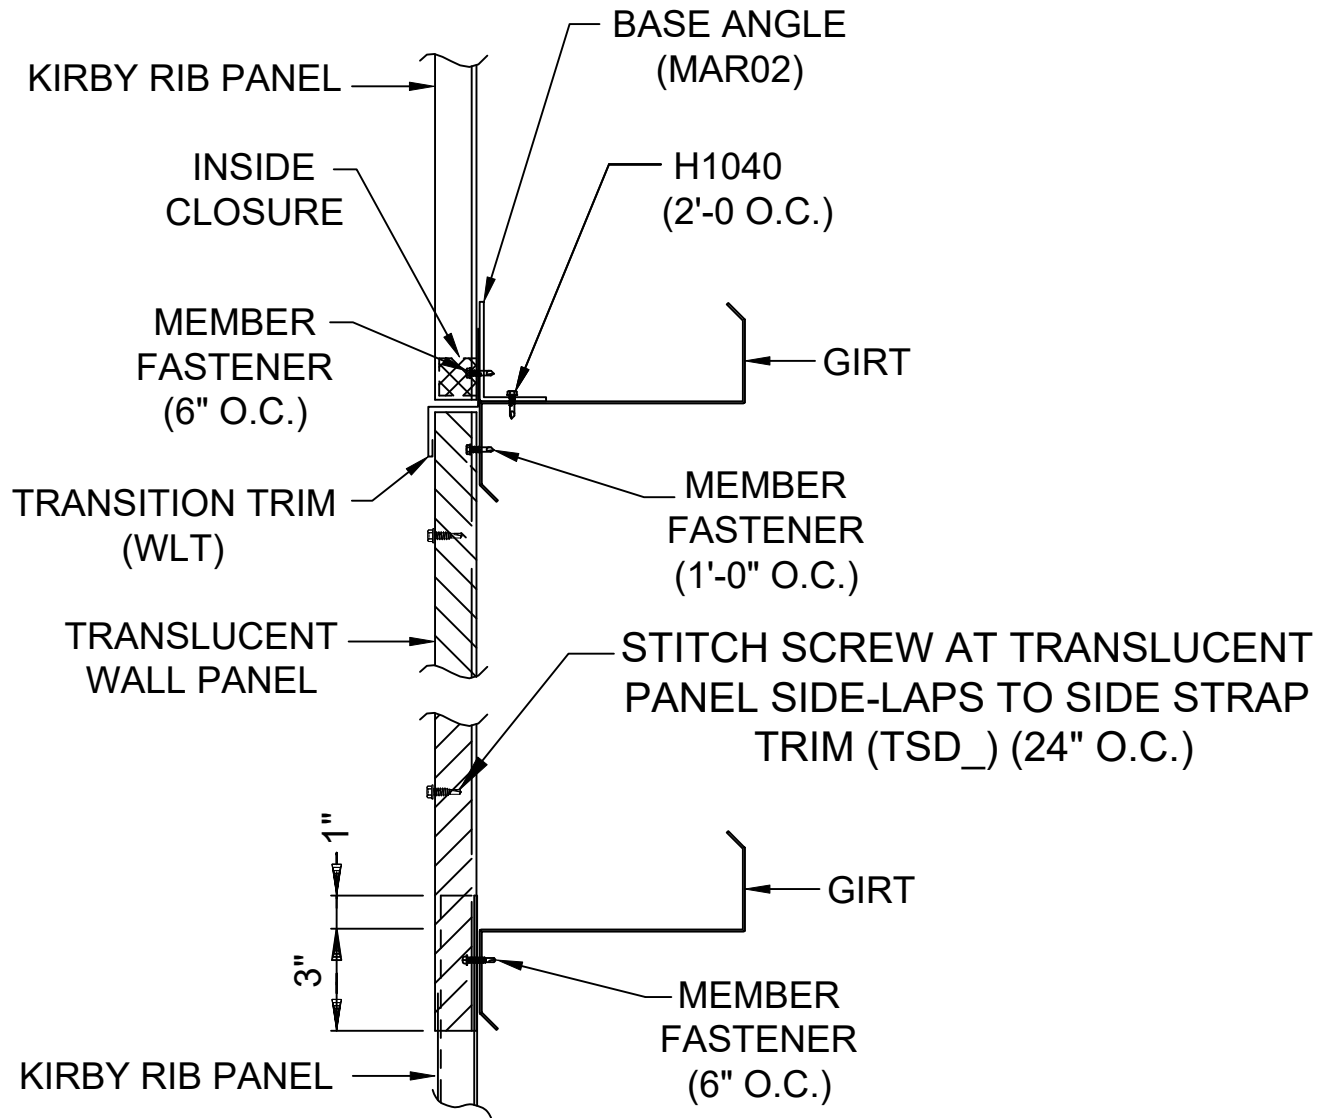 BASE ANGLE
(MAR02)
KIRBY RIB PANEL
INSIDE
CLOSURE
H1040
(2'-0 O.C.)
MEMBER
FASTENER
(6" O.C.)
GIRT
TRANSITION TRIM
(WLT)
MEMBER
FASTENER
(1'-0" O.C.)
TRANSLUCENT
WALL PANEL
STITCH SCREW AT TRANSLUCENT
PANEL SIDE-LAPS TO SIDE STRAP
TRIM (TSD_) (24" O.C.)
1"
GIRT
3"
MEMBER
FASTENER
(6" O.C.)
KIRBY RIB PANEL